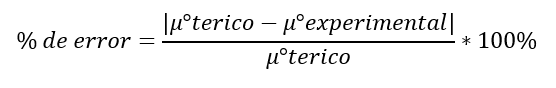 % de error = |μ°terico − μ°experimental| / μ°terico * 100%